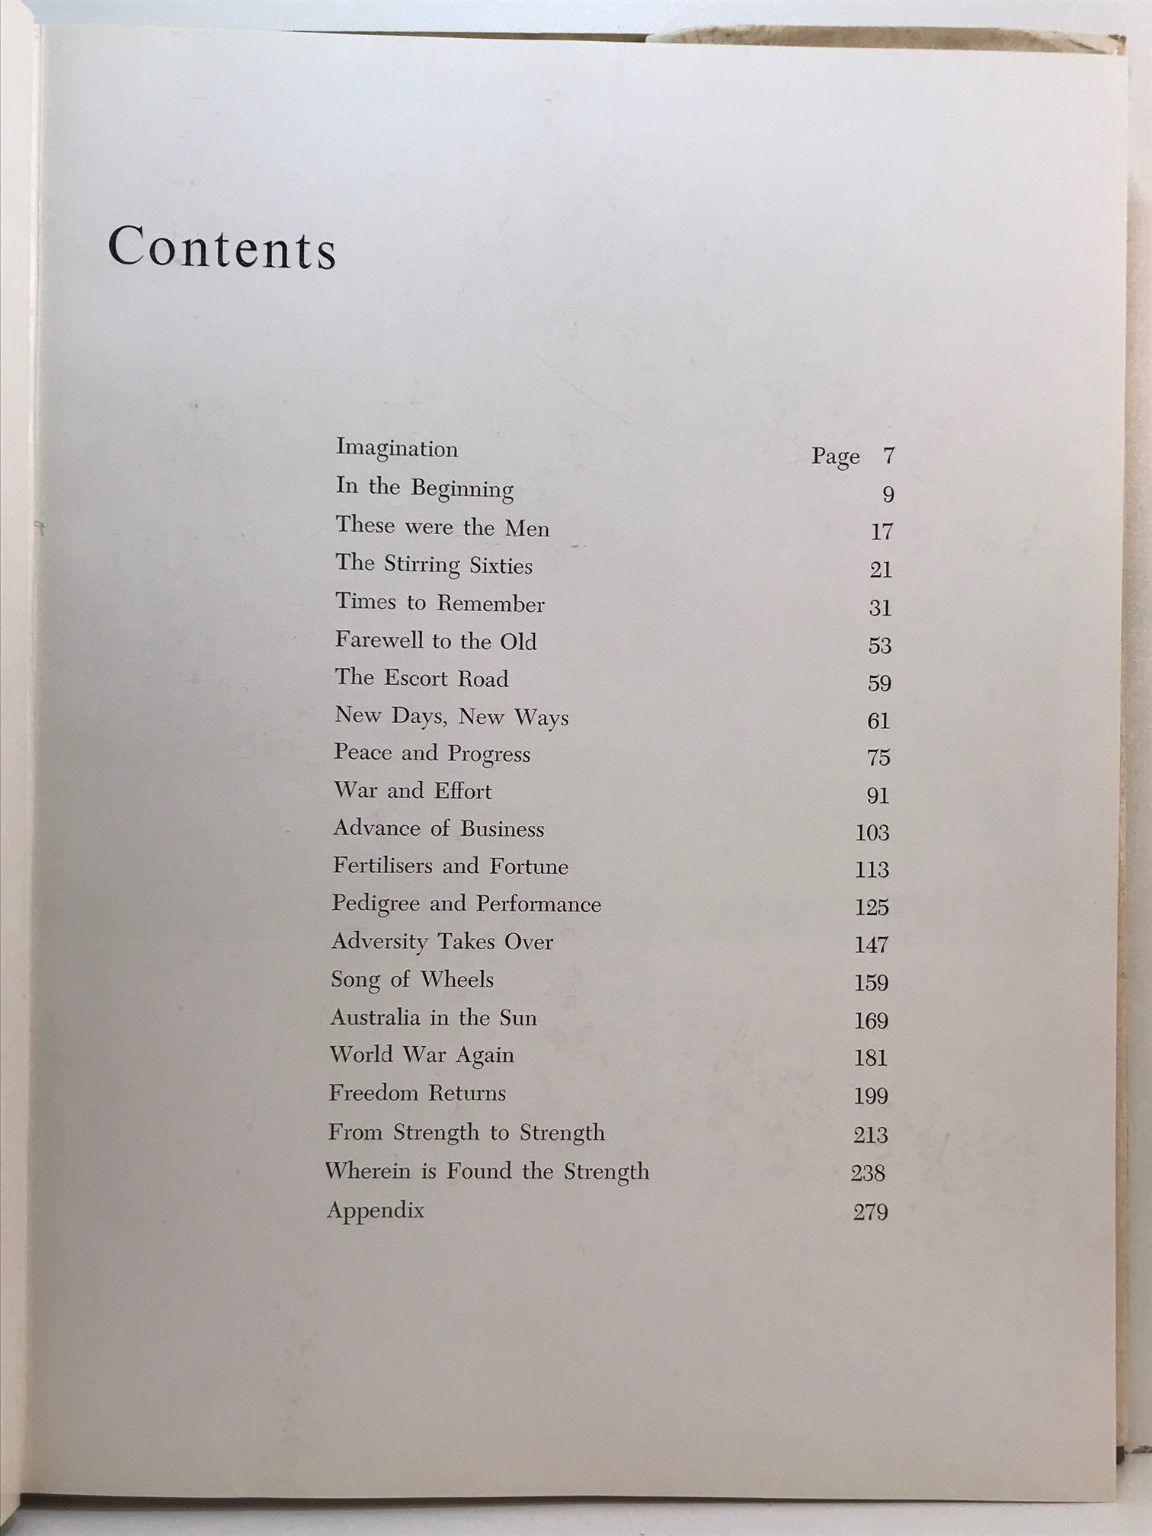 Contents
Imagination Page 7
In the Beginning 9
These were the Men 17
The Stirring Sixties 21
Times to Remember 31
Farewell to the Old 53
The Escort Road 59
New Days, New Ways 61
Peace and Progress 75
War and Effort 91
Advance of Business 103
Fertilisers and Fortune 113
Pedigree and Performance 125
Adversity Takes Over 147
Song of Wheels 159
Australia in the Sun 169
World War Again 181
Freedom Returns 199
From Strength to Strength 213
Wherein is Found the Strength 238
Appendix 279